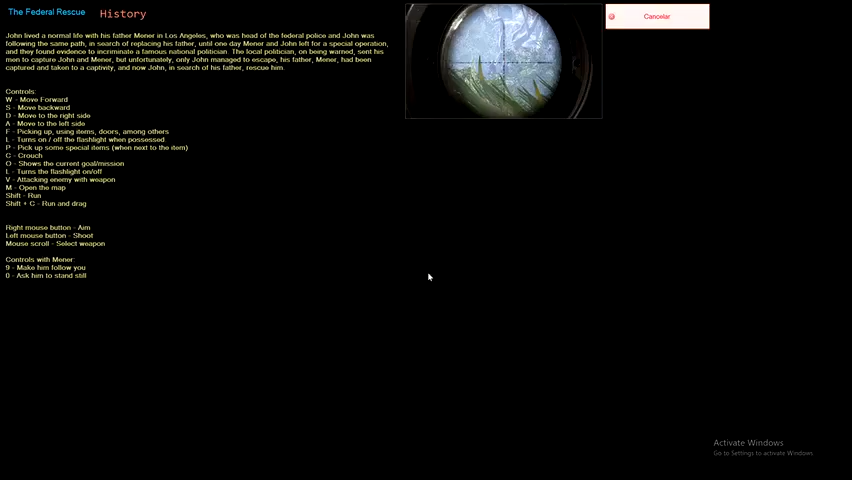 The Federal Rescue History
John lived a normal life with his father Mener in Los Angeles, who was head of the federal police and John was
following the same path, in search of replacing his father, until one day Mener and John left for a special operation,
and they found evidence to incriminate a famous national politician. The local politician, on being warned, sent his
men to capture John and Mener, but unfortunately, only John managed to escape, his father, Mener, had been
captured and taken to a captivity, and now John, in search of his father, rescue him.
Controls:
W - Move Forward
S - Move backward
D - Move to the right side
A - Move to the left side
F - Picking up, using items, doors, among others
L - Turns on / off the flashlight when possessed
P - Pick up some special items (when next to the item)
C - Crouch
O - Shows the current goal/mission
L - Turns the flashlight on/off
V - Attacking enemy with weapon
M - Open the map
Shift - Run
Shift + C - Run and drag
Right mouse button - Aim
Left mouse button - Shoot
Mouse scroll - Select weapon
Controls with Mener:
9 - Make him follow you
0 - Ask him to stand still
Cancelar
Activate Windows
Go to Settings to activate Windows.